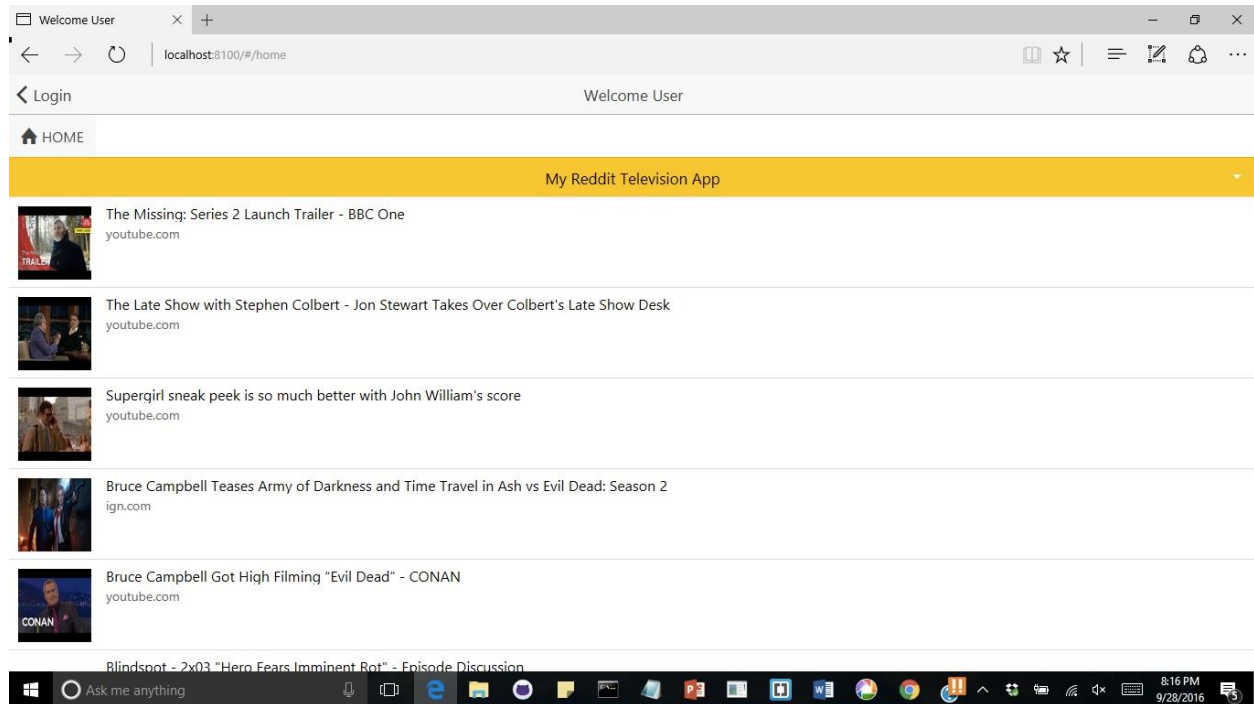 Welcome User
localhost:8100/#/home
Login
Welcome User
HOME
My Reddit Television App
The Missing: Series 2 Launch Trailer - BBC One
youtube.com
TRAILER
The Late Show with Stephen Colbert - Jon Stewart Takes Over Colbert's Late Show Desk
youtube.com
Supergirl sneak peek is so much better with John William's score
youtube.com
Bruce Campbell Teases Army of Darkness and Time Travel in Ash vs Evil Dead: Season 2
ign.com
Bruce Campbell Got High Filming "Evil Dead" - CONAN
youtube.com
CONAN
Blindspot - 2x03 "Hero Fears Imminent Rot" - Episode Discussion
Ask me anything
8:16 PM
9/28/2016
5